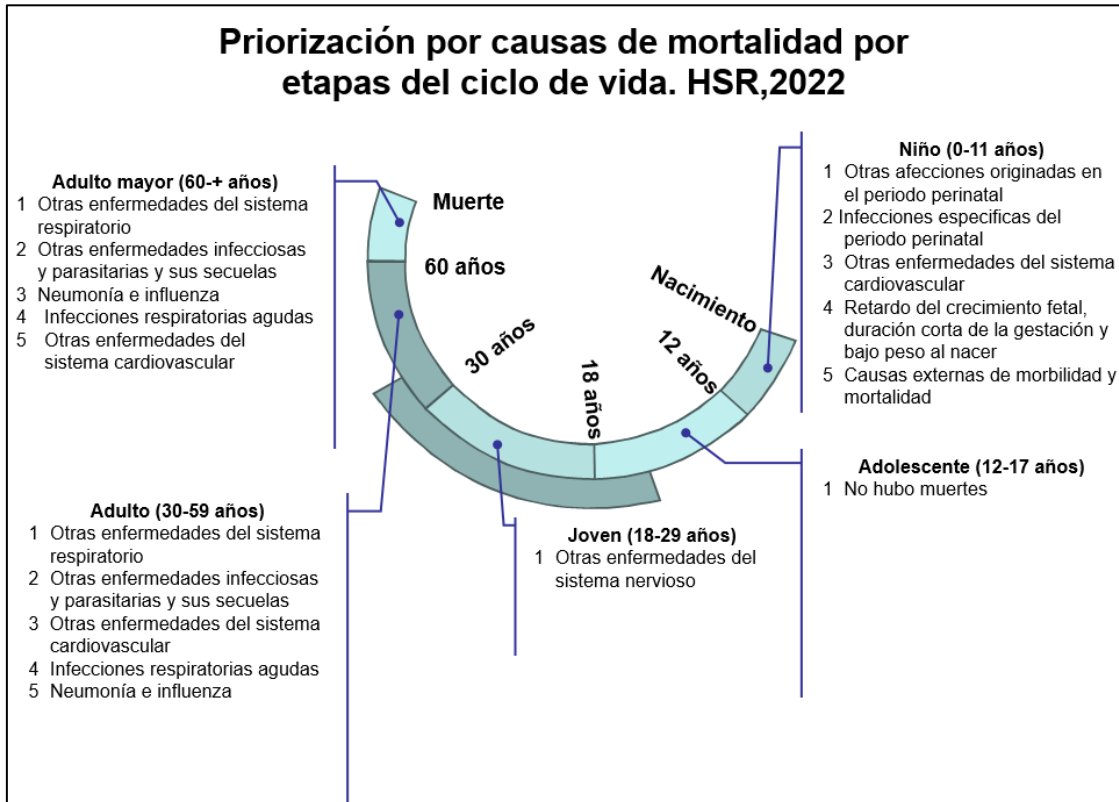 Priorización por causas de mortalidad por
etapas del ciclo de vida. HSR,2022
Adulto mayor (60-+ años)
1 Otras enfermedades del sistema
respiratorio
2 Otras enfermedades infecciosas
y parasitarias y sus secuelas
3 Neumonía e influenza
4 Infecciones respiratorias agudas
5 Otras enfermedades del
sistema cardiovascular
Muerte
60 años
30 años
18 años
12 años
Nacimiento
Niño (0-11 años)
1 Otras afecciones originadas en
el periodo perinatal
2 Infecciones especificas del
periodo perinatal
3 Otras enfermedades del sistema
cardiovascular
4 Retardo del crecimiento fetal,
duración corta de la gestación y
bajo peso al nacer
5 Causas externas de morbilidad y
mortalidad
Adolescente (12-17 años)
1 No hubo muertes
Adulto (30-59 años)
1 Otras enfermedades del sistema
respiratorio
2 Otras enfermedades infecciosas
y parasitarias y sus secuelas
3 Otras enfermedades del sistema
cardiovascular
4 Infecciones respiratorias agudas
5 Neumonía e influenza
Joven (18-29 años)
1 Otras enfermedades del
sistema nervioso